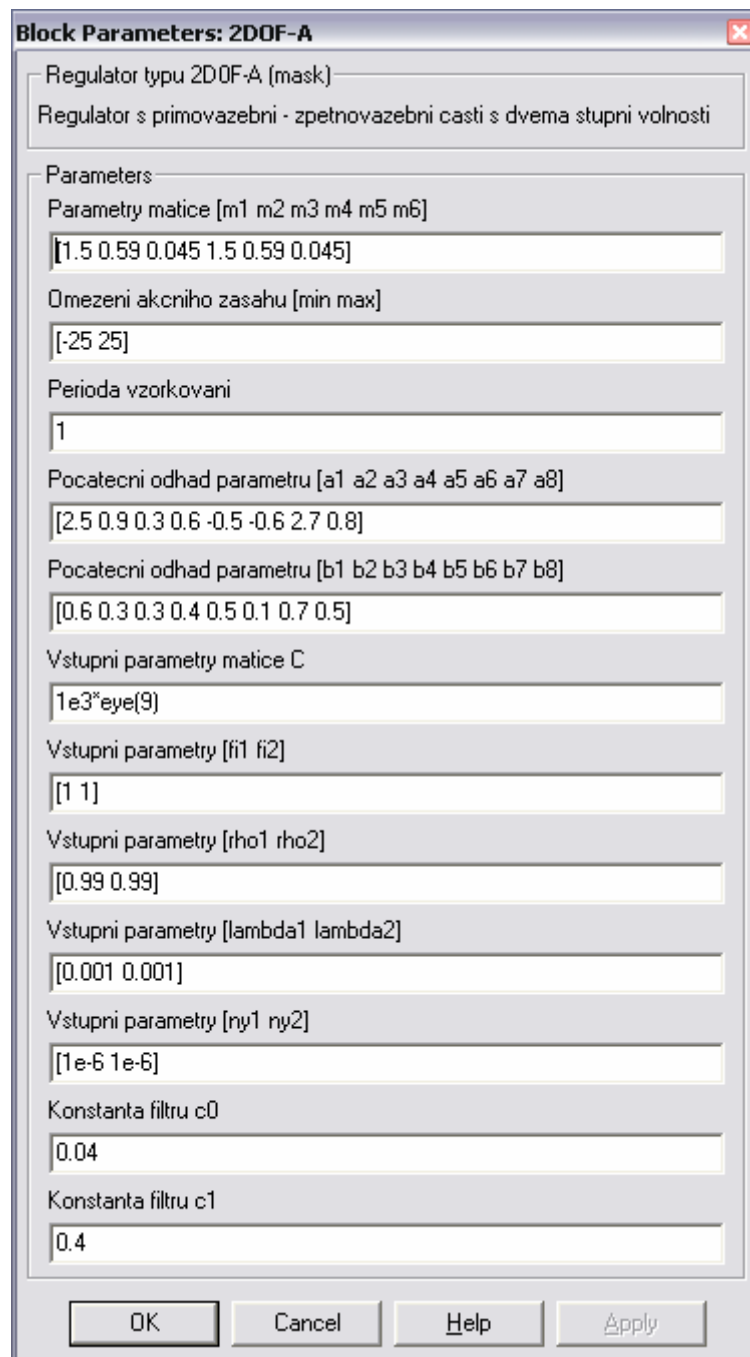 Block Parameters: 2DOF-A
Regulator typu 2DOF-A (mask)
Regulator s primovazebni - zpetnovazebni casti s dvema stupni volnosti
Parameters
Parametry matice [m1 m2 m3 m4 m5 m6]
[1.5 0.59 0.045 1.5 0.59 0.045]
Omezeni akcniho zasahu [min max]
[-25 25]
Perioda vzorkovani
1
Pocatecni odhad parametru [a1 a2 a3 a4 a5 a6 a7 a8]
[2.5 0.9 0.3 0.6 -0.5 -0.6 2.7 0.8]
Pocatecni odhad parametru [b1 b2 b3 b4 b5 b6 b7 b8]
[0.6 0.3 0.3 0.4 0.5 0.1 0.7 0.5]
Vstupni parametry matice C
1e3*eye(9)
Vstupni parametry [fi1 fi2]
[1 1]
Vstupni parametry [rho1 rho2]
[0.99 0.99]
Vstupni parametry [lambda1 lambda2]
[0.001 0.001]
Vstupni parametry [ny1 ny2]
[1e-6 1e-6]
Konstanta filtru c0
0.04
Konstanta filtru c1
0.4
OK Cancel Help Apply